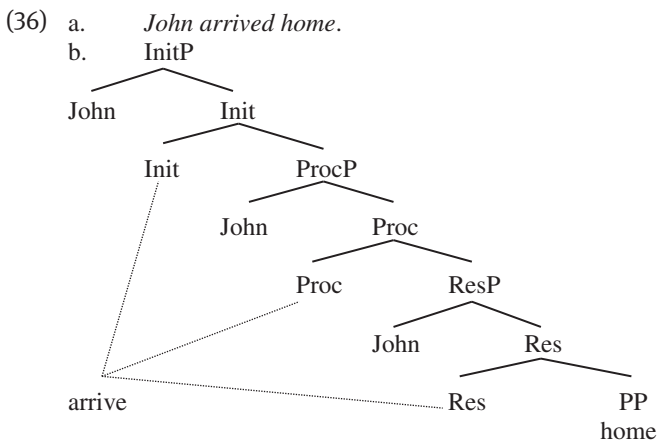 (36) a. John arrived home.
b. InitP
John Init
Init ProcP
John Proc
Proc ResP
John Res
arrive Res PP
home